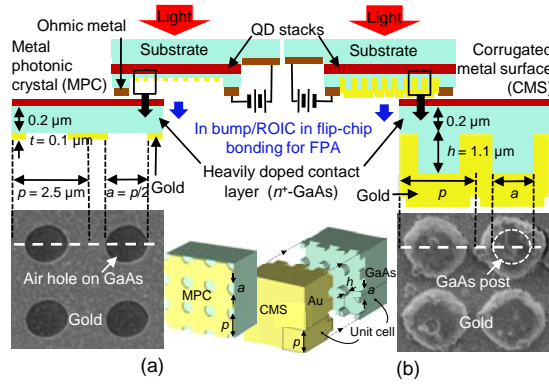 Light
Light
Ohmic metal
QD stacks
Metal
photonic
crystal (MPC)
Substrate
Substrate
Corrugated
metal surface
(CMS)
0.2 µm
t = 0.1 µm
In bump/ROIC in flip-chip
bonding for FPA
0.2 µm
h = 1.1
µm
Heavily doped contact
layer (n+-GaAs)
Gold
Gold
p = 2.5 µm
a = p/2
p
a
Air hole on GaAs
Gold
MPC
a
p
CMS
Au
p
GaAs
h
a
Unit cell
GaAs post
Gold
(a)
(b)